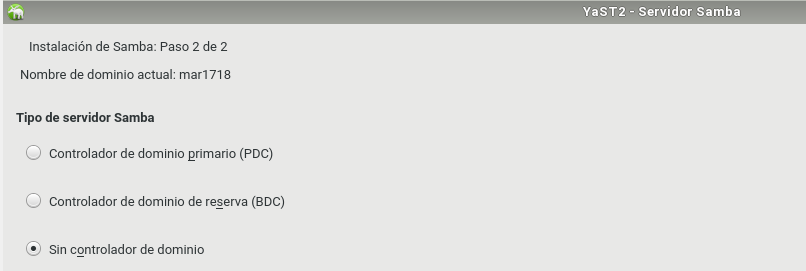 YaST2 - Servidor Samba
Instalación de Samba: Paso 2 de 2
Nombre de dominio actual: mar1718
Tipo de servidor Samba
Controlador de dominio primario (PDC)
Controlador de dominio de reserva (BDC)
Sin controlador de dominio